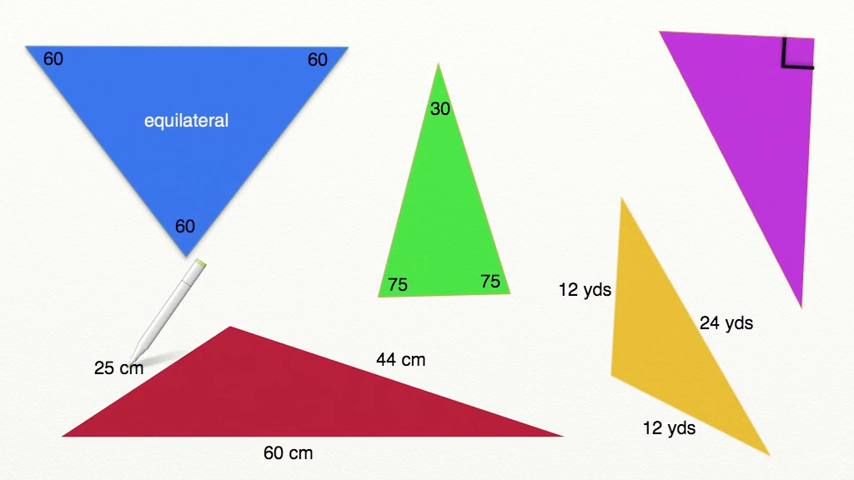 60
60
equilateral
60
30
75
75
12 yds
24 yds
12 yds
25 cm
44 cm
60 cm